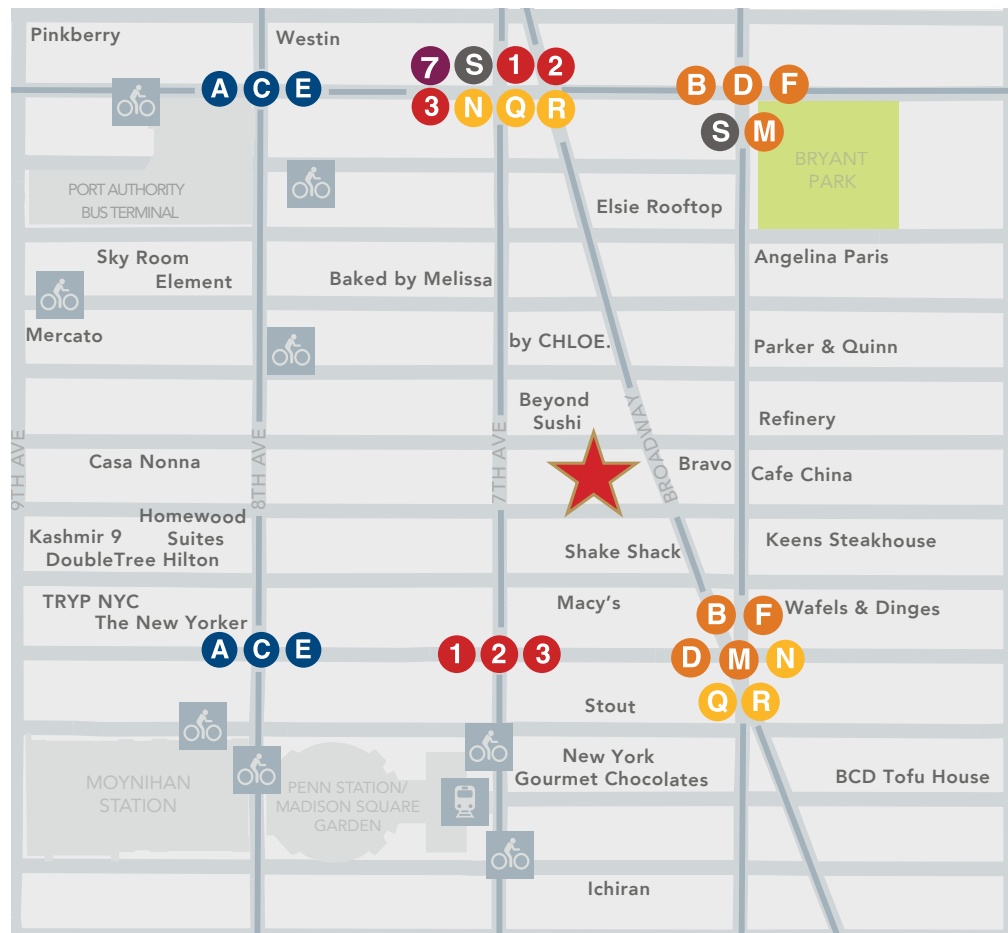 Pinkberry
Westin
7 S 1 2
A C E
3 N Q R
B D F
S M
BRYANT
PARK
PORT AUTHORITY
BUS TERMINAL
Elsie Rooftop
Sky Room
Element
Baked by Melissa
Angelina Paris
Mercato
by CHLOE.
Parker & Quinn
Beyond
Sushi
Refinery
9TH AVE
8TH AVE
7TH AVE
BROADWAY
Casa Nonna
Bravo
Cafe China
Homewood
Suites
Kashmir 9
DoubleTree Hilton
Shake Shack
Keens Steakhouse
TRYP NYC
The New Yorker
Macy's
B F
Wafels & Dinges
A C E
1 2 3
D M N
Q R
Stout
MOYNIHAN
STATION
PENN STATION/
MADISON SQUARE
GARDEN
New York
Gourmet Chocolates
BCD Tofu House
Ichiran